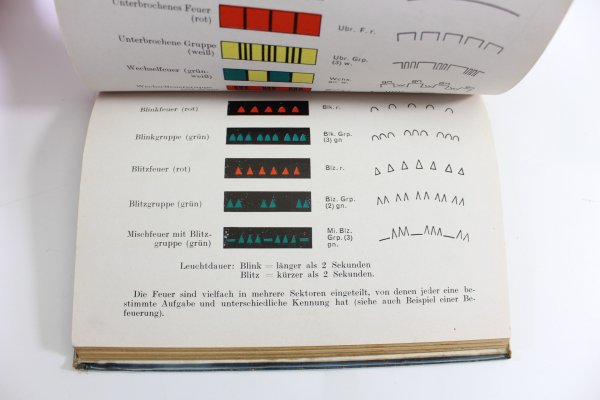 Unterbrochenes Feuer
(rot)
Ubr. F. r.
Unterbrochene Gruppe
(weiß)
Ubr. Grp.
(3) w.
Wechselfeuer (grün-
weiß)
Blinkfeuer (rot)
Blk. r.
Blinkgruppe (grün)
Blk. Grp.
(3) gn.
Blitzfeuer (rot)
Blz. r.
Blitzgruppe (grün)
Blz. Grp.
(2) gn.
Mischfeuer mit Blitz-
gruppe (grün)
Mi. Blz.
Grp. (3)
gn.
Leuchtdauer: Blink = länger als 2 Sekunden
Blitz = kürzer als 2 Sekunden.
Die Feuer sind vielfach in mehrere Sektoren eingeteilt, von denen jeder eine be-
stimmte Aufgabe und unterschiedliche Kennung hat (siehe auch Beispiel einer Be-
feuerung).